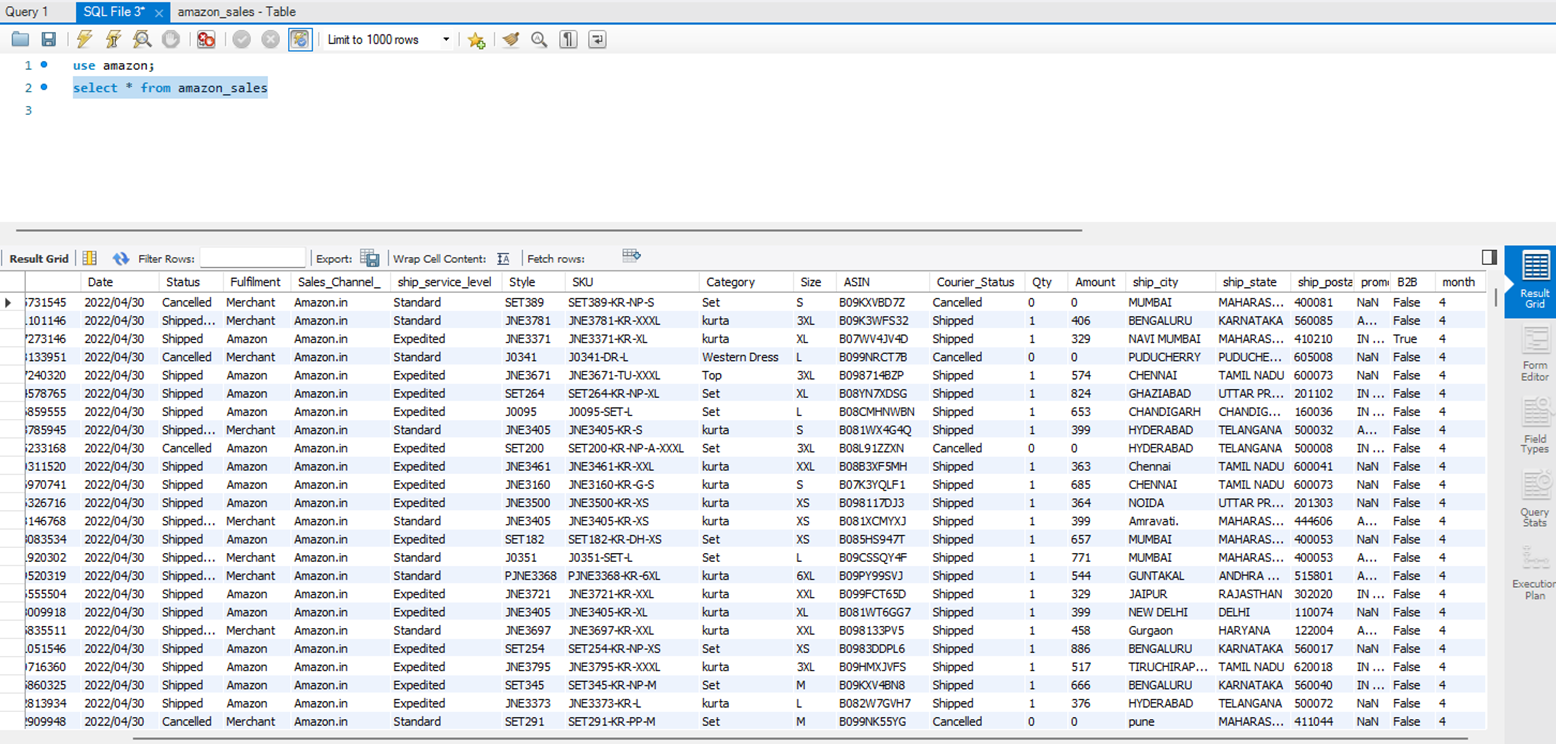 Query 1 SQL File 3* × amazon_sales - Table
Limit to 1000 rows
1 use amazon;
2 select * from amazon_sales
3
Result Grid Filter Rows: Export: Wrap Cell Content: Fetch rows:
Date Status Fulfilment Sales_Channel_ ship_service_level Style SKU Category Size ASIN Courier_Status Qty Amount ship_city ship_state ship_posta promo B2B month
5731545 2022/04/30 Cancelled Merchant Amazon.in Standard SET389 SET389-KR-NP-S Set S B09KXVBD7Z Cancelled 0 0 MUMBAI MAHARAS... 400081 NaN False 4
1101146 2022/04/30 Shipped... Merchant Amazon.in Standard JNE3781 JNE3781-KR-XXXL kurta 3XL B09K3WFS32 Shipped 1 406 BENGALURU KARNATAKA 560085 A... False 4
7273146 2022/04/30 Shipped Amazon Amazon.in Expedited JNE3371 JNE3371-KR-XL kurta XL B07WV4JV4D Shipped 1 329 NAVI MUMBAI MAHARAS... 410210 IN ... True 4
3133951 2022/04/30 Cancelled Merchant Amazon.in Standard J0341 J0341-DR-L Western Dress L B099NRCT7B Cancelled 0 0 PUDUCHERRY PUDUCHE... 605008 NaN False 4
7240320 2022/04/30 Shipped Amazon Amazon.in Expedited JNE3671 JNE3671-TU-XXXL Top 3XL B098714BZP Shipped 1 574 CHENNAI TAMIL NADU 600073 NaN False 4
4578765 2022/04/30 Shipped Amazon Amazon.in Expedited SET264 SET264-KR-NP-XL Set XL B08YN7XDSG Shipped 1 824 GHAZIABAD UTTAR PR... 201102 IN ... False 4
5859555 2022/04/30 Shipped... Amazon Amazon.in Expedited J0095 J0095-SET-L Set L B08CMHNWBN Shipped 1 653 CHANDIGARH CHANDIG... 160036 IN ... False 4
3785945 2022/04/30 Shipped... Merchant Amazon.in Standard JNE3405 JNE3405-KR-S kurta S B081WX4G4Q Shipped 1 399 HYDERABAD TELANGANA 500032 A... False 4
5233168 2022/04/30 Cancelled Amazon Amazon.in Expedited SET200 SET200-KR-NP-A-XXXL Set 3XL B08L91ZZXN Cancelled 0 0 HYDERABAD TELANGANA 500008 IN ... False 4
0311520 2022/04/30 Shipped Amazon Amazon.in Expedited JNE3461 JNE3461-KR-XXL kurta XXL B08B3XF5MH Shipped 1 363 Chennai TAMIL NADU 600041 NaN False 4
5970741 2022/04/30 Shipped Amazon Amazon.in Expedited JNE3160 JNE3160-KR-G-S kurta S B07K3YQLF1 Shipped 1 685 CHENNAI TAMIL NADU 600073 NaN False 4
5326716 2022/04/30 Shipped Amazon Amazon.in Expedited JNE3500 JNE3500-KR-XS kurta XS B098117DJ3 Shipped 1 364 NOIDA UTTAR PR... 201303 NaN False 4
3146768 2022/04/30 Shipped... Merchant Amazon.in Standard JNE3405 JNE3405-KR-XS kurta XS B081XCMYXJ Shipped 1 399 Amravati. MAHARAS... 444606 A... False 4
3083534 2022/04/30 Shipped Amazon Amazon.in Expedited SET182 SET182-KR-DH-XS Set XS B085HS947T Shipped 1 657 MUMBAI MAHARAS... 400053 NaN False 4
1920302 2022/04/30 Shipped... Merchant Amazon.in Standard J0351 J0351-SET-L Set L B09CSSQY4F Shipped 1 771 MUMBAI MAHARAS... 400053 A... False 4
0520319 2022/04/30 Shipped... Merchant Amazon.in Standard PJNE3368 PJNE3368-KR-6XL kurta 6XL B09PY99SVJ Shipped 1 544 GUNTAKAL ANDHRA ... 515801 A... False 4
5555504 2022/04/30 Shipped Amazon Amazon.in Expedited JNE3721 JNE3721-KR-XXL kurta XXL B099FCT65D Shipped 1 329 JAIPUR RAJASTHAN 302020 IN ... False 4
3009918 2022/04/30 Shipped Amazon Amazon.in Expedited JNE3405 JNE3405-KR-XL kurta XL B081WT6GG7 Shipped 1 399 NEW DELHI DELHI 110074 NaN False 4
5835511 2022/04/30 Shipped... Merchant Amazon.in Standard JNE3697 JNE3697-KR-XXL kurta XXL B098133PV5 Shipped 1 458 Gurgaon HARYANA 122004 A... False 4
1051546 2022/04/30 Shipped Amazon Amazon.in Expedited SET254 SET254-KR-NP-XS Set XS B0983DDPL6 Shipped 1 886 BENGALURU KARNATAKA 560017 NaN False 4
0716360 2022/04/30 Shipped Amazon Amazon.in Expedited JNE3795 JNE3795-KR-XXXL kurta 3XL B09HMXJVFS Shipped 1 517 TIRUCHIRAP... TAMIL NADU 620018 IN ... False 4
5860325 2022/04/30 Shipped Amazon Amazon.in Expedited SET345 SET345-KR-NP-M Set M B09KXV4BN8 Shipped 1 666 BENGALURU KARNATAKA 560040 IN ... False 4
2813934 2022/04/30 Shipped Amazon Amazon.in Expedited JNE3373 JNE3373-KR-L kurta L B082W7GVH7 Shipped 1 376 HYDERABAD TELANGANA 500072 NaN False 4
2909948 2022/04/30 Cancelled Merchant Amazon.in Standard SET291 SET291-KR-PP-M Set M B099NK55YG Cancelled 0 0 pune MAHARAS... 411044 NaN False 4
Result
Grid
Form
Editor
Field
Types
Query
Stats
Execution
Plan